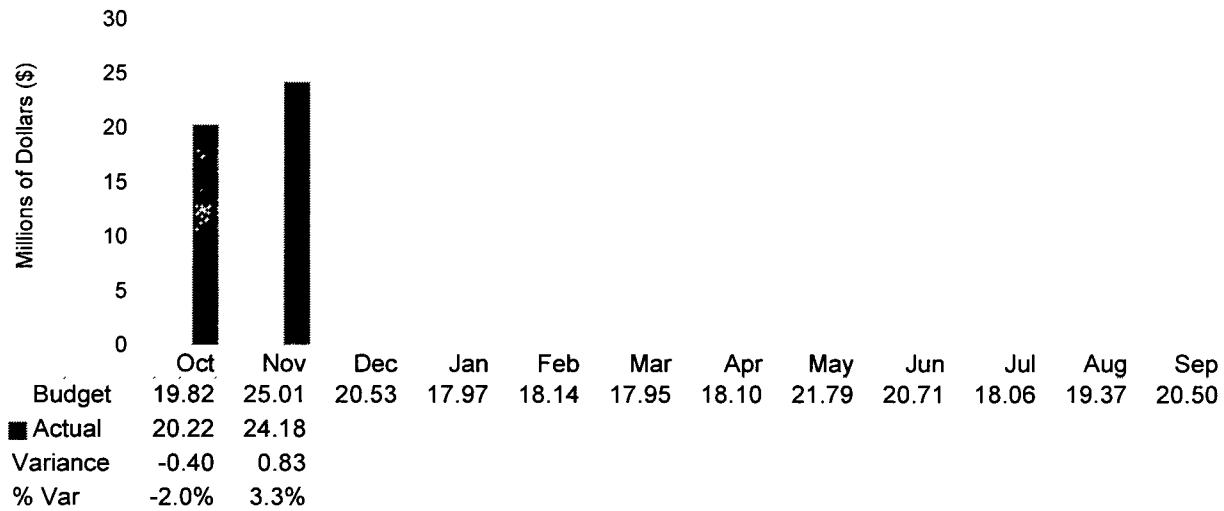 Millions of Dollars ($)
30
25
20
15
10
5
0
Oct Nov Dec Jan Feb Mar Apr May Jun Jul Aug Sep
Budget 19.82 25.01 20.53 17.97 18.14 17.95 18.10 21.79 20.71 18.06 19.37 20.50
Actual 20.22 24.18
Variance -0.40 0.83
% Var -2.0% 3.3%